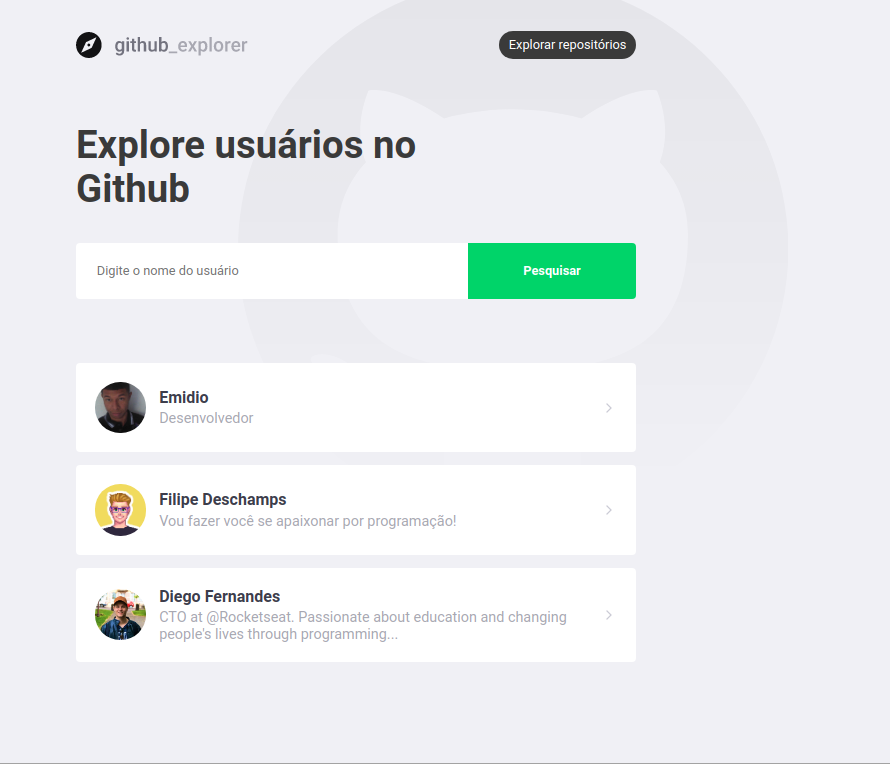 github_explorer
Explorar repositórios
Explore usuários no
Github
Digite o nome do usuário
Pesquisar
Emidio
Desenvolvedor
Filipe Deschamps
Vou fazer você se apaixonar por programação!
Diego Fernandes
CTO at @Rocketseat. Passionate about education and changing
people's lives through programming...